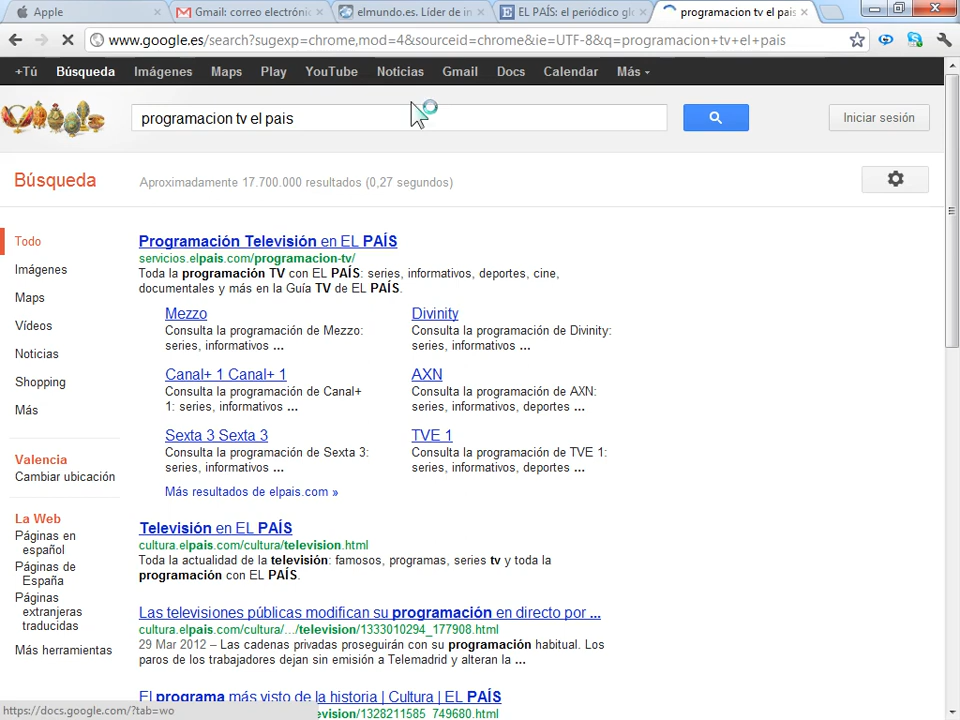 Apple
Gmail: correo electrónic
elmundo.es. Líder de in
EL PAÍS: el periódico glo
programacion tv el pais
www.google.es/search?sugexp=chrome,mod=4&sourceid=chrome&ie=UTF-8&q=programacion+tv+el+pais
+Tú Búsqueda Imágenes Maps Play YouTube Noticias Gmail Docs Calendar Más
programacion tv el pais
Iniciar sesión
Búsqueda
Aproximadamente 17.700.000 resultados (0,27 segundos)
Todo
Imágenes
Maps
Vídeos
Noticias
Shopping
Más
Valencia
Cambiar ubicación
La Web
Páginas en
español
Páginas de
España
Páginas
extranjeras
traducidas
Más herramientas
Programación Televisión en EL PAÍS
servicios.elpais.com/programacion-tv/
Toda la programación TV con EL PAÍS: series, informativos, deportes, cine,
documentales y más en la Guía TV de EL PAÍS.
Mezzo
Consulta la programación de Mezzo:
series, informativos ...
Divinity
Consulta la programación de Divinity:
series, informativos ...
Canal+ 1 Canal+ 1
Consulta la programación de Canal+
1: series, informativos ...
AXN
Consulta la programación de AXN:
series, informativos, deportes ...
Sexta 3 Sexta 3
Consulta la programación de Sexta 3:
series, informativos ...
TVE 1
Consulta la programación de TVE 1:
series, informativos, deportes ...
Más resultados de elpais.com »
Televisión en EL PAÍS
cultura.elpais.com/cultura/television.html
Toda la actualidad de la televisión: famosos, programas, series tv y toda la
programación con EL PAÍS.
Las televisiones públicas modifican su programación en directo por ...
cultura.elpais.com/cultura/.../television/1333010294_177908.html
29 Mar 2012 – Las cadenas privadas proseguirán con su programación habitual. Los
paros de los trabajadores dejan sin emisión a Telemadrid y alteran la ...
El programa más visto de la historia | Cultura | EL PAÍS
evision/1328211585_749680.html
https://docs.google.com/?tab=wo